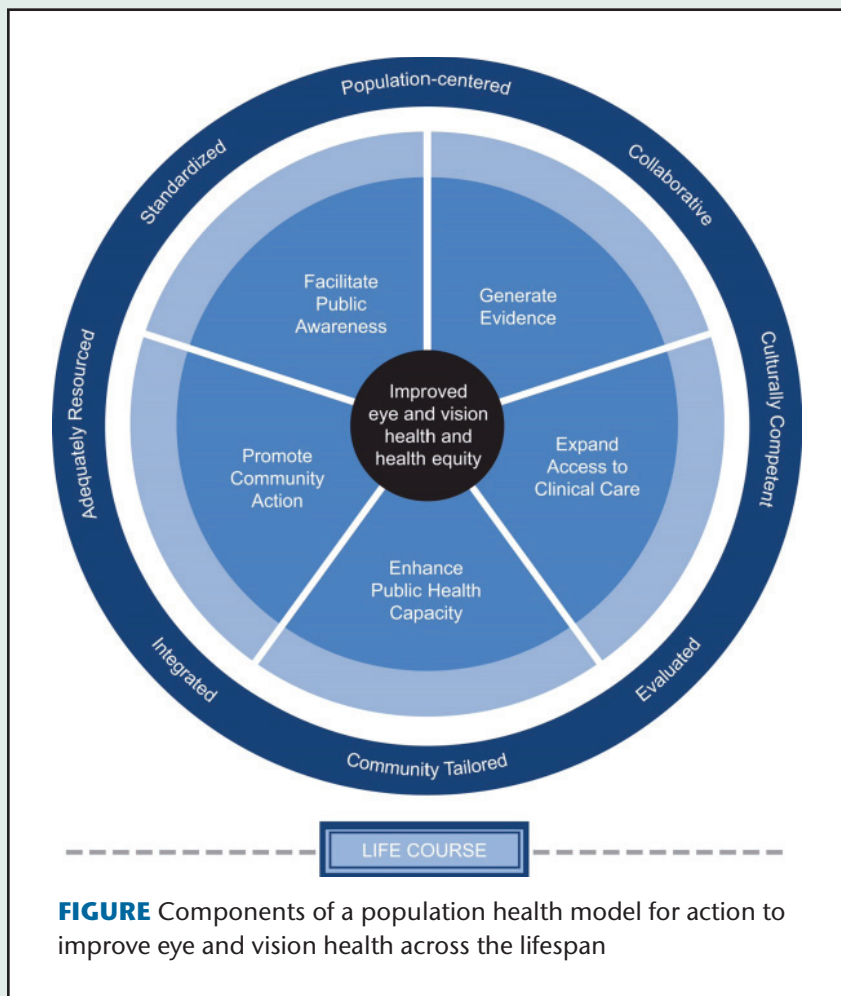 Population-centered
Collaborative
Culturally Competent
Evaluated
Community Tailored
Integrated
Adequately Resourced
Standardized
Facilitate
Public
Awareness
Generate
Evidence
Improved
eye and vision
health and
health equity
Promote
Community
Action
Expand
Access to
Clinical Care
Enhance
Public Health
Capacity
LIFE COURSE
FIGURE Components of a population health model for action to
improve eye and vision health across the lifespan